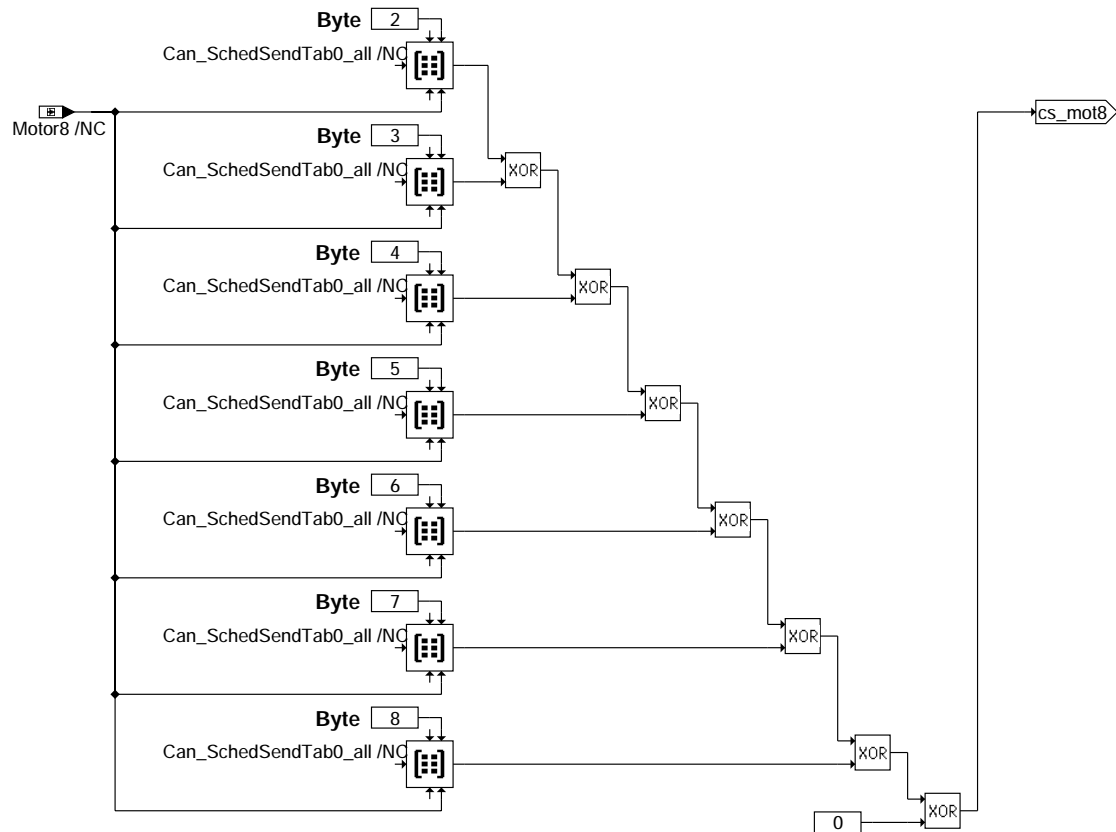 Byte 2
Can_SchedSendTab0_all /NC
Motor8 /NC
cs_mot8
Byte 3
Can_SchedSendTab0_all /NC
XOR
Byte 4
Can_SchedSendTab0_all /NC
XOR
Byte 5
Can_SchedSendTab0_all /NC
XOR
Byte 6
Can_SchedSendTab0_all /NC
XOR
Byte 7
Can_SchedSendTab0_all /NC
XOR
Byte 8
Can_SchedSendTab0_all /NC
XOR
XOR
0